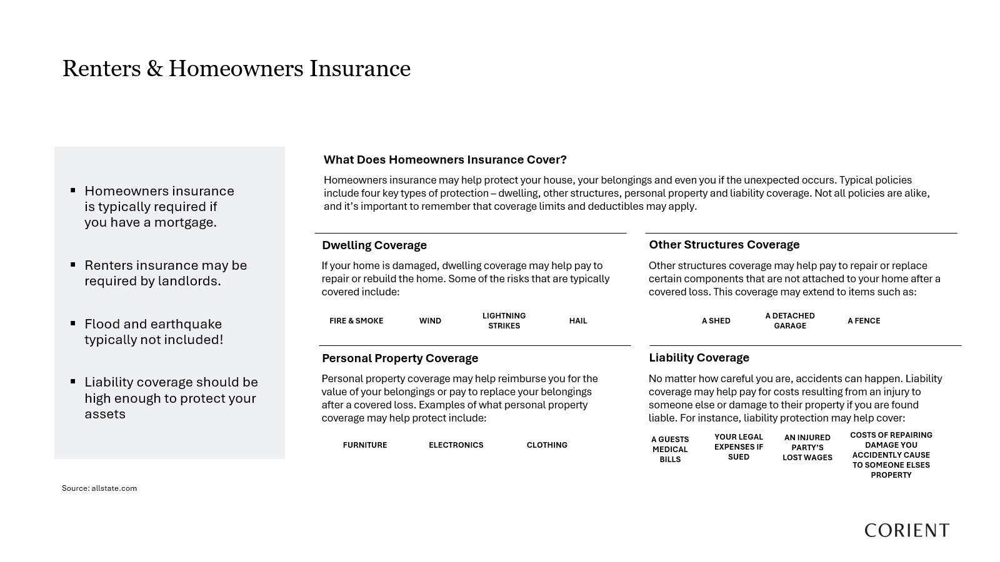 Renters & Homeowners Insurance
▪ Homeowners insurance
is typically required if
you have a mortgage.
▪ Renters insurance may be
required by landlords.
▪ Flood and earthquake
typically not included!
▪ Liability coverage should be
high enough to protect your
assets
What Does Homeowners Insurance Cover?
Homeowners insurance may help protect your house, your belongings and even you if the unexpected occurs. Typical policies
include four key types of protection – dwelling, other structures, personal property and liability coverage. Not all policies are alike,
and it’s important to remember that coverage limits and deductibles may apply.
Dwelling Coverage
If your home is damaged, dwelling coverage may help pay to
repair or rebuild the home. Some of the risks that are typically
covered include:
FIRE & SMOKE
WIND
LIGHTNING
STRIKES
HAIL
Other Structures Coverage
Other structures coverage may help pay to repair or replace
certain components that are not attached to your home after a
covered loss. This coverage may extend to items such as:
A SHED
A DETACHED
GARAGE
A FENCE
Personal Property Coverage
Personal property coverage may help reimburse you for the
value of your belongings or pay to replace your belongings
after a covered loss. Examples of what personal property
coverage may help protect include:
FURNITURE
ELECTRONICS
CLOTHING
Liability Coverage
No matter how careful you are, accidents can happen. Liability
coverage may help pay for costs resulting from an injury to
someone else or damage to their property if you are found
liable. For instance, liability protection may help cover:
A GUESTS
MEDICAL
BILLS
YOUR LEGAL
EXPENSES IF
SUED
AN INJURED
PARTY’S
LOST WAGES
COSTS OF REPAIRING
DAMAGE YOU
ACCIDENTLY CAUSE
TO SOMEONE ELSES
PROPERTY
Source: allstate.com
CORIENT